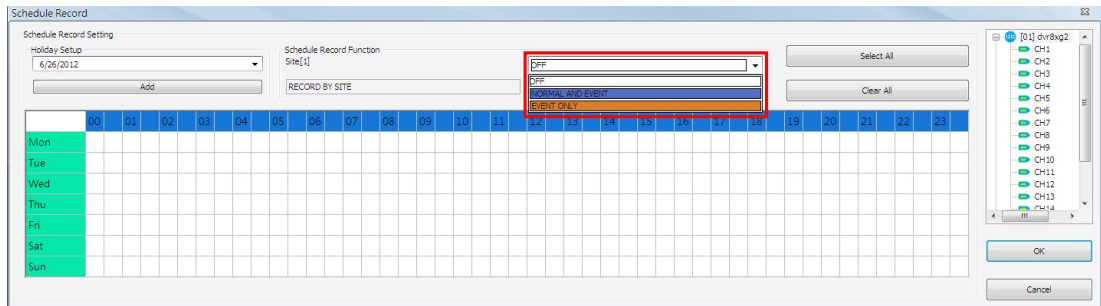 Schedule Record
Schedule Record Setting
Holiday Setup
6/26/2012
Add
Schedule Record Function
Site[1]
RECORD BY SITE
OFF
OFF
NORMAL AND EVENT
EVENT ONLY
Select All
Clear All
00 01 02 03 04 05 06 07 08 09 10 11 12 13 14 15 16 17 18 19 20 21 22 23
Mon
Tue
Wed
Thu
Fri
Sat
Sun
[01] dvr8xg2
CH1
CH2
CH3
CH4
CH5
CH6
CH7
CH8
CH9
CH10
CH11
CH12
CH13
CH14
OK
Cancel